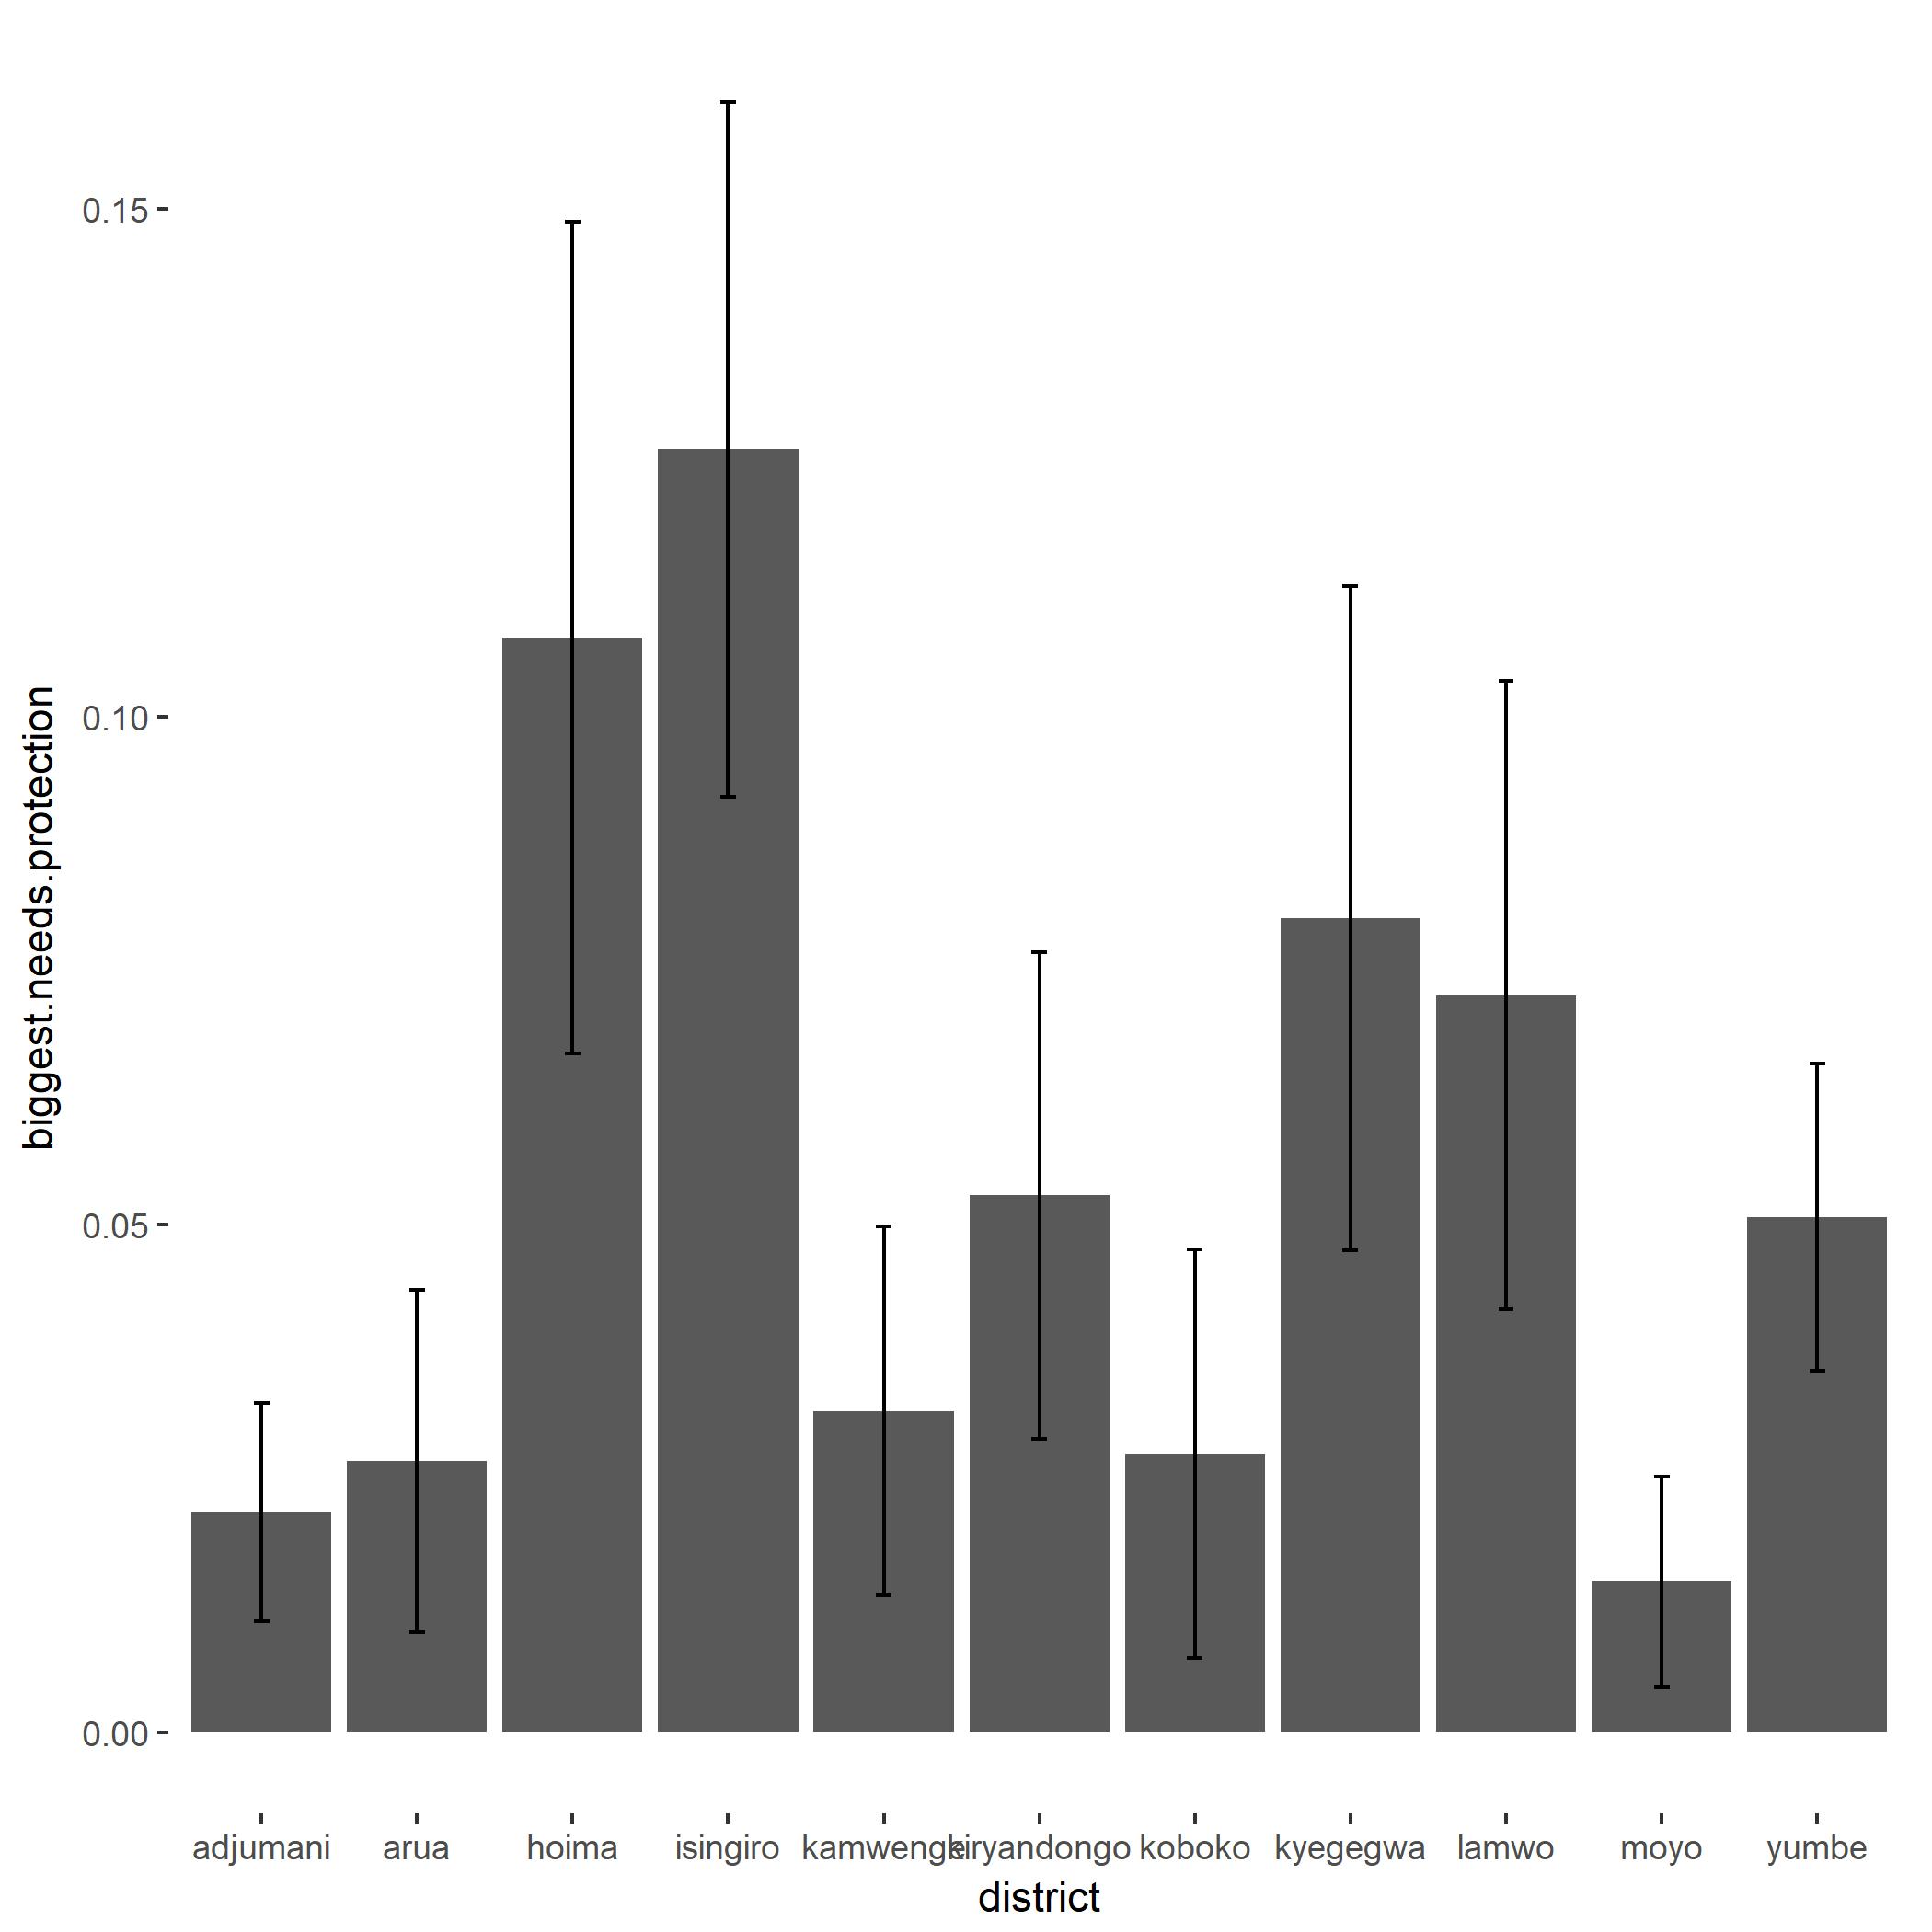 biggest.needs.protection
0.15
0.10
0.05
0.00
adjumani arua hoima isingiro kamwenge kiryandongo koboko kyegegwa lamwo moyo yumbe
district